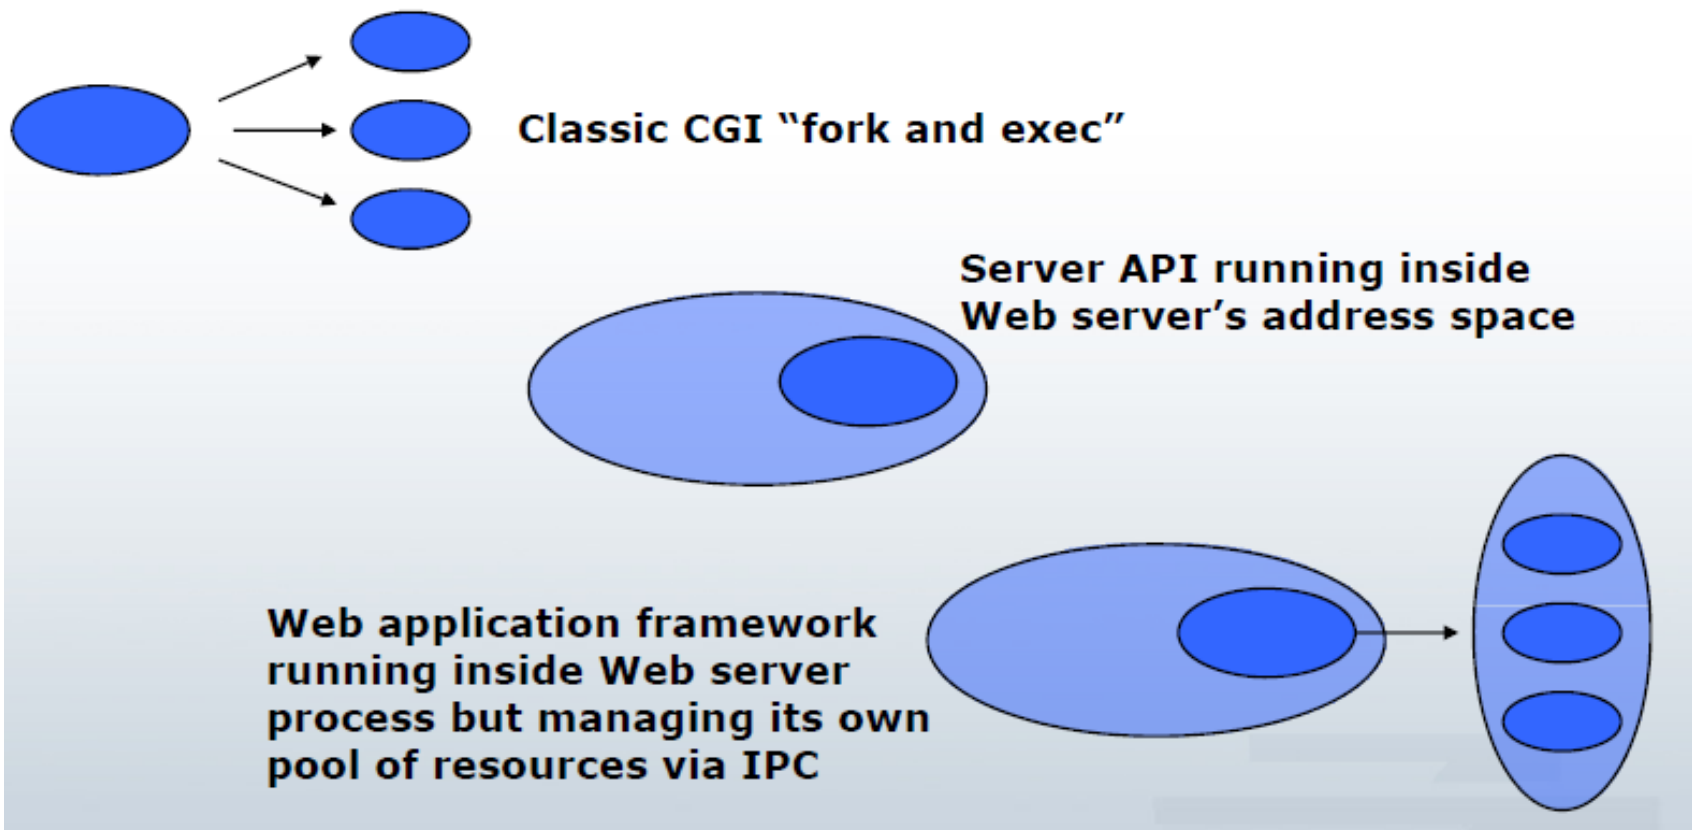 Classic CGI “fork and exec”
Server API running inside
Web server’s address space
Web application framework
running inside Web server
process but managing its own
pool of resources via IPC